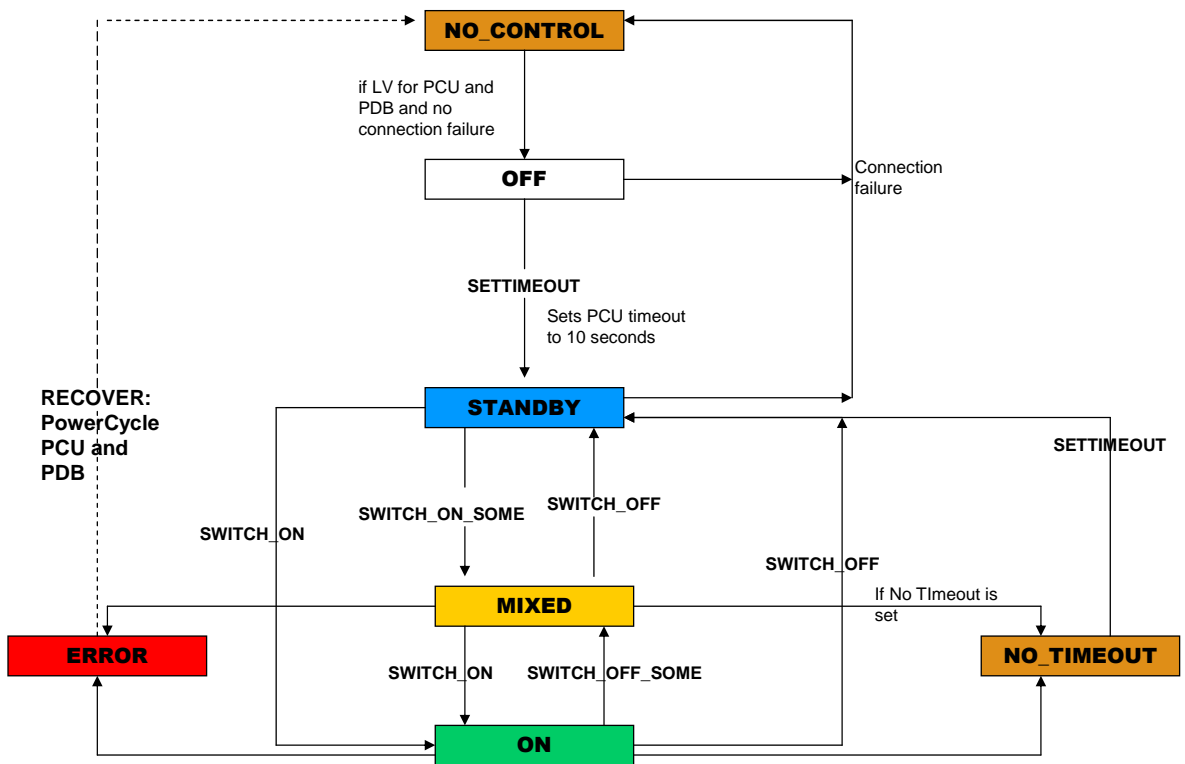 NO_CONTROL
if LV for PCU and
PDB and no
connection failure
OFF
Connection
failure
SETTIMEOUT
Sets PCU timeout
to 10 seconds
RECOVER:
PowerCycle
PCU and
PDB
STANDBY
SETTIMEOUT
SWITCH_ON
SWITCH_ON_SOME
SWITCH_OFF
SWITCH_OFF
MIXED
If No TImeout is
set
ERROR
NO_TIMEOUT
SWITCH_ON
SWITCH_OFF_SOME
ON